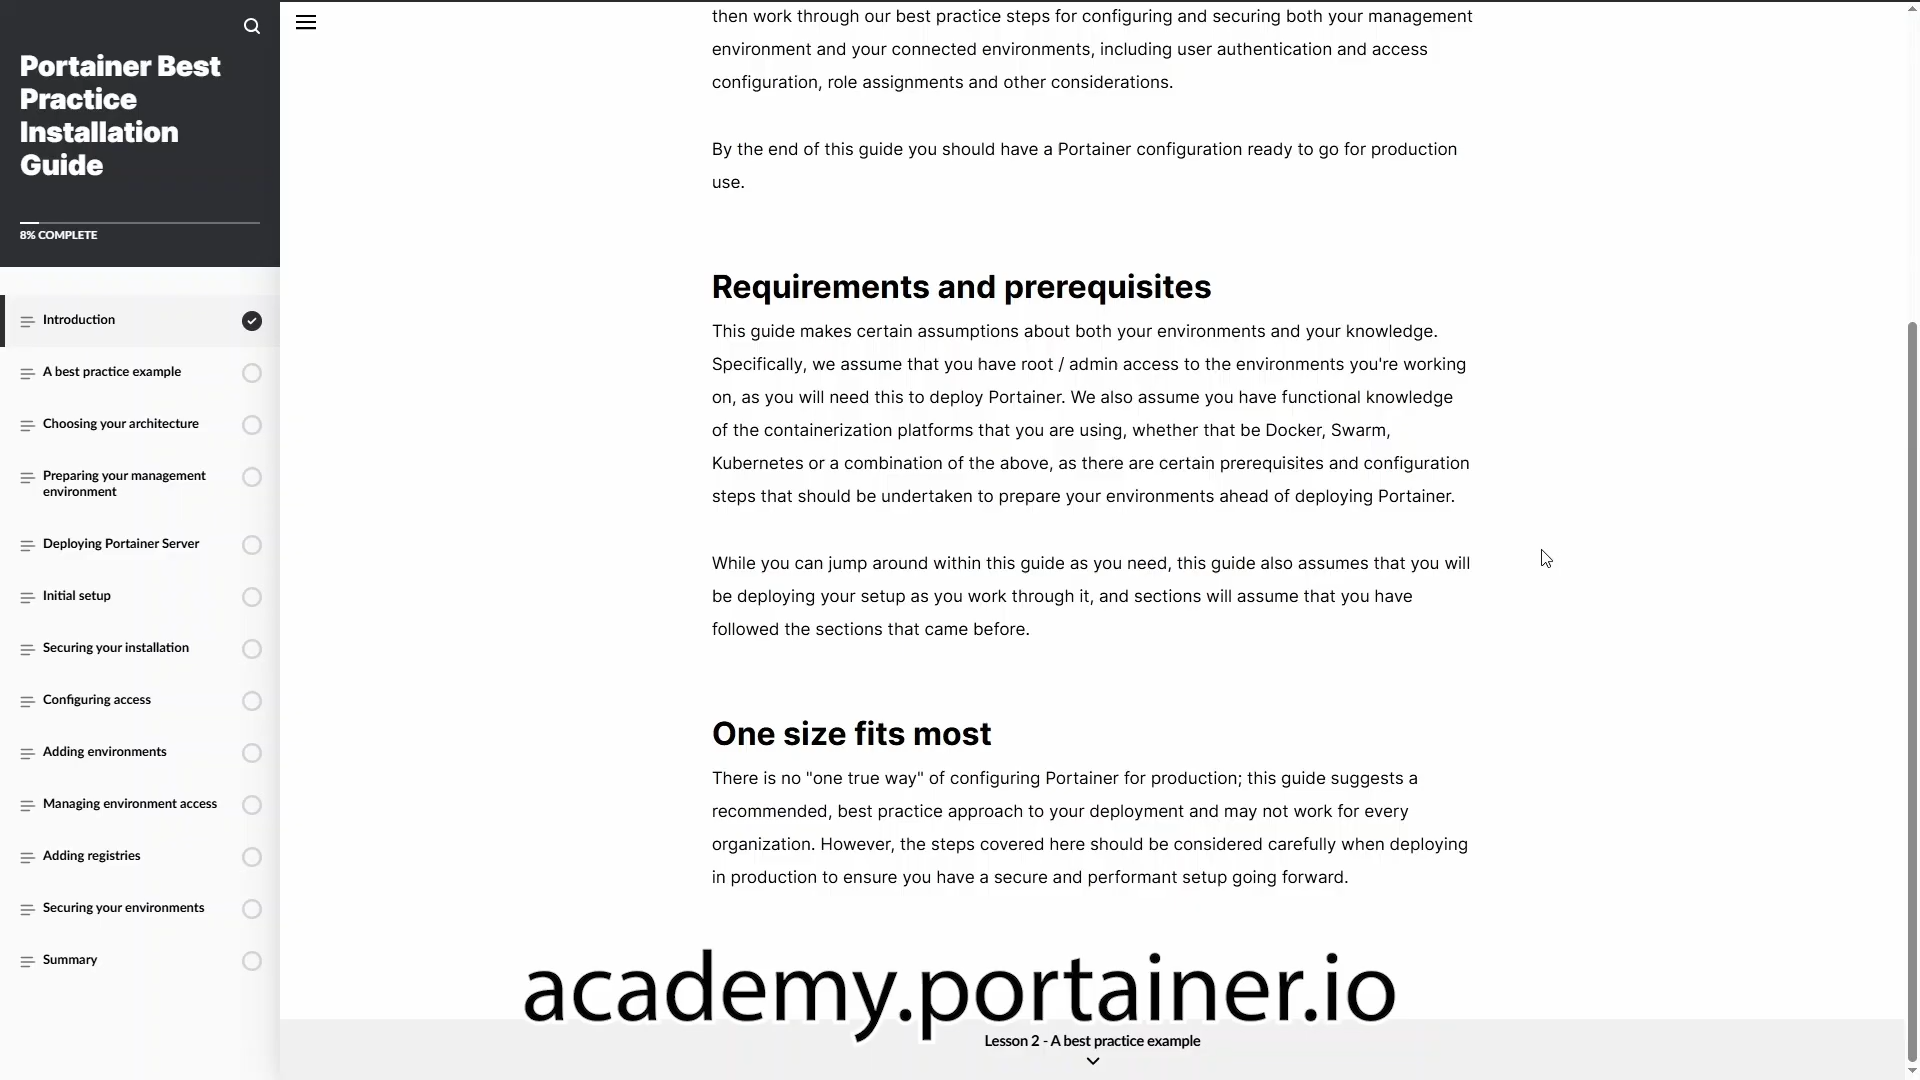 Portainer Best
Practice
Installation
Guide
8% COMPLETE
Introduction
A best practice example
Choosing your architecture
Preparing your management
environment
Deploying Portainer Server
Initial setup
Securing your installation
Configuring access
Adding environments
Managing environment access
Adding registries
Securing your environments
Summary
then work through our best practice steps for configuring and securing both your management
environment and your connected environments, including user authentication and access
configuration, role assignments and other considerations.
By the end of this guide you should have a Portainer configuration ready to go for production
use.
Requirements and prerequisites
This guide makes certain assumptions about both your environments and your knowledge.
Specifically, we assume that you have root / admin access to the environments you're working
on, as you will need this to deploy Portainer. We also assume you have functional knowledge
of the containerization platforms that you are using, whether that be Docker, Swarm,
Kubernetes or a combination of the above, as there are certain prerequisites and configuration
steps that should be undertaken to prepare your environments ahead of deploying Portainer.
While you can jump around within this guide as you need, this guide also assumes that you will
be deploying your setup as you work through it, and sections will assume that you have
followed the sections that came before.
One size fits most
There is no "one true way" of configuring Portainer for production; this guide suggests a
recommended, best practice approach to your deployment and may not work for every
organization. However, the steps covered here should be considered carefully when deploying
in production to ensure you have a secure and performant setup going forward.
academy.portainer.io
Lesson 2 - A best practice example